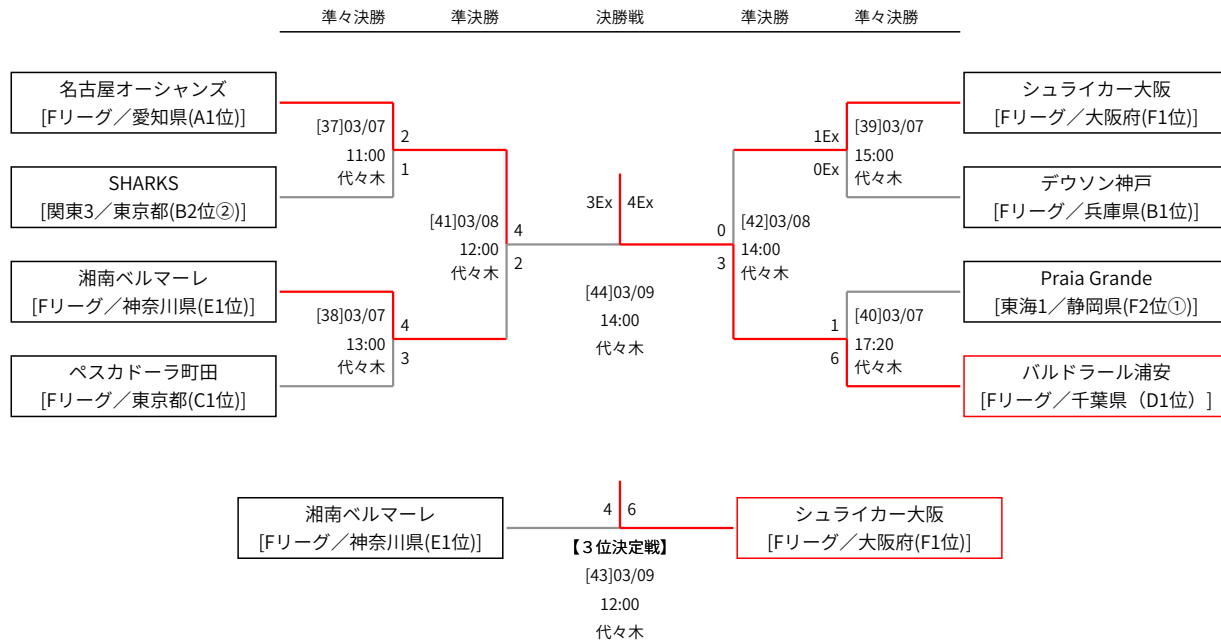 準々決勝
準決勝
決勝戦
準決勝
準々決勝
名古屋オーシャンズ
[Fリーグ／愛知県(A1位)]
[37]03/07
11:00
代々木
2
1
SHARKS
[関東3／東京都(B2位②)]
[41]03/08
12:00
代々木
4
2
湘南ベルマーレ
[Fリーグ／神奈川県(E1位)]
[38]03/07
13:00
代々木
4
3
ペスカドーラ町田
[Fリーグ／東京都(C1位)]
3Ex
4Ex
[44]03/09
14:00
代々木
シュライカー大阪
[Fリーグ／大阪府(F1位)]
1Ex
0Ex
[39]03/07
15:00
代々木
デウソン神戸
[Fリーグ／兵庫県(B1位)]
0
3
[42]03/08
14:00
代々木
Praia Grande
[東海1／静岡県(F2位①)]
1
6
[40]03/07
17:20
代々木
バルドラール浦安
[Fリーグ／千葉県（D1位）]
湘南ベルマーレ
[Fリーグ／神奈川県(E1位)]
4
6
シュライカー大阪
[Fリーグ／大阪府(F1位)]
【３位決定戦】
[43]03/09
12:00
代々木